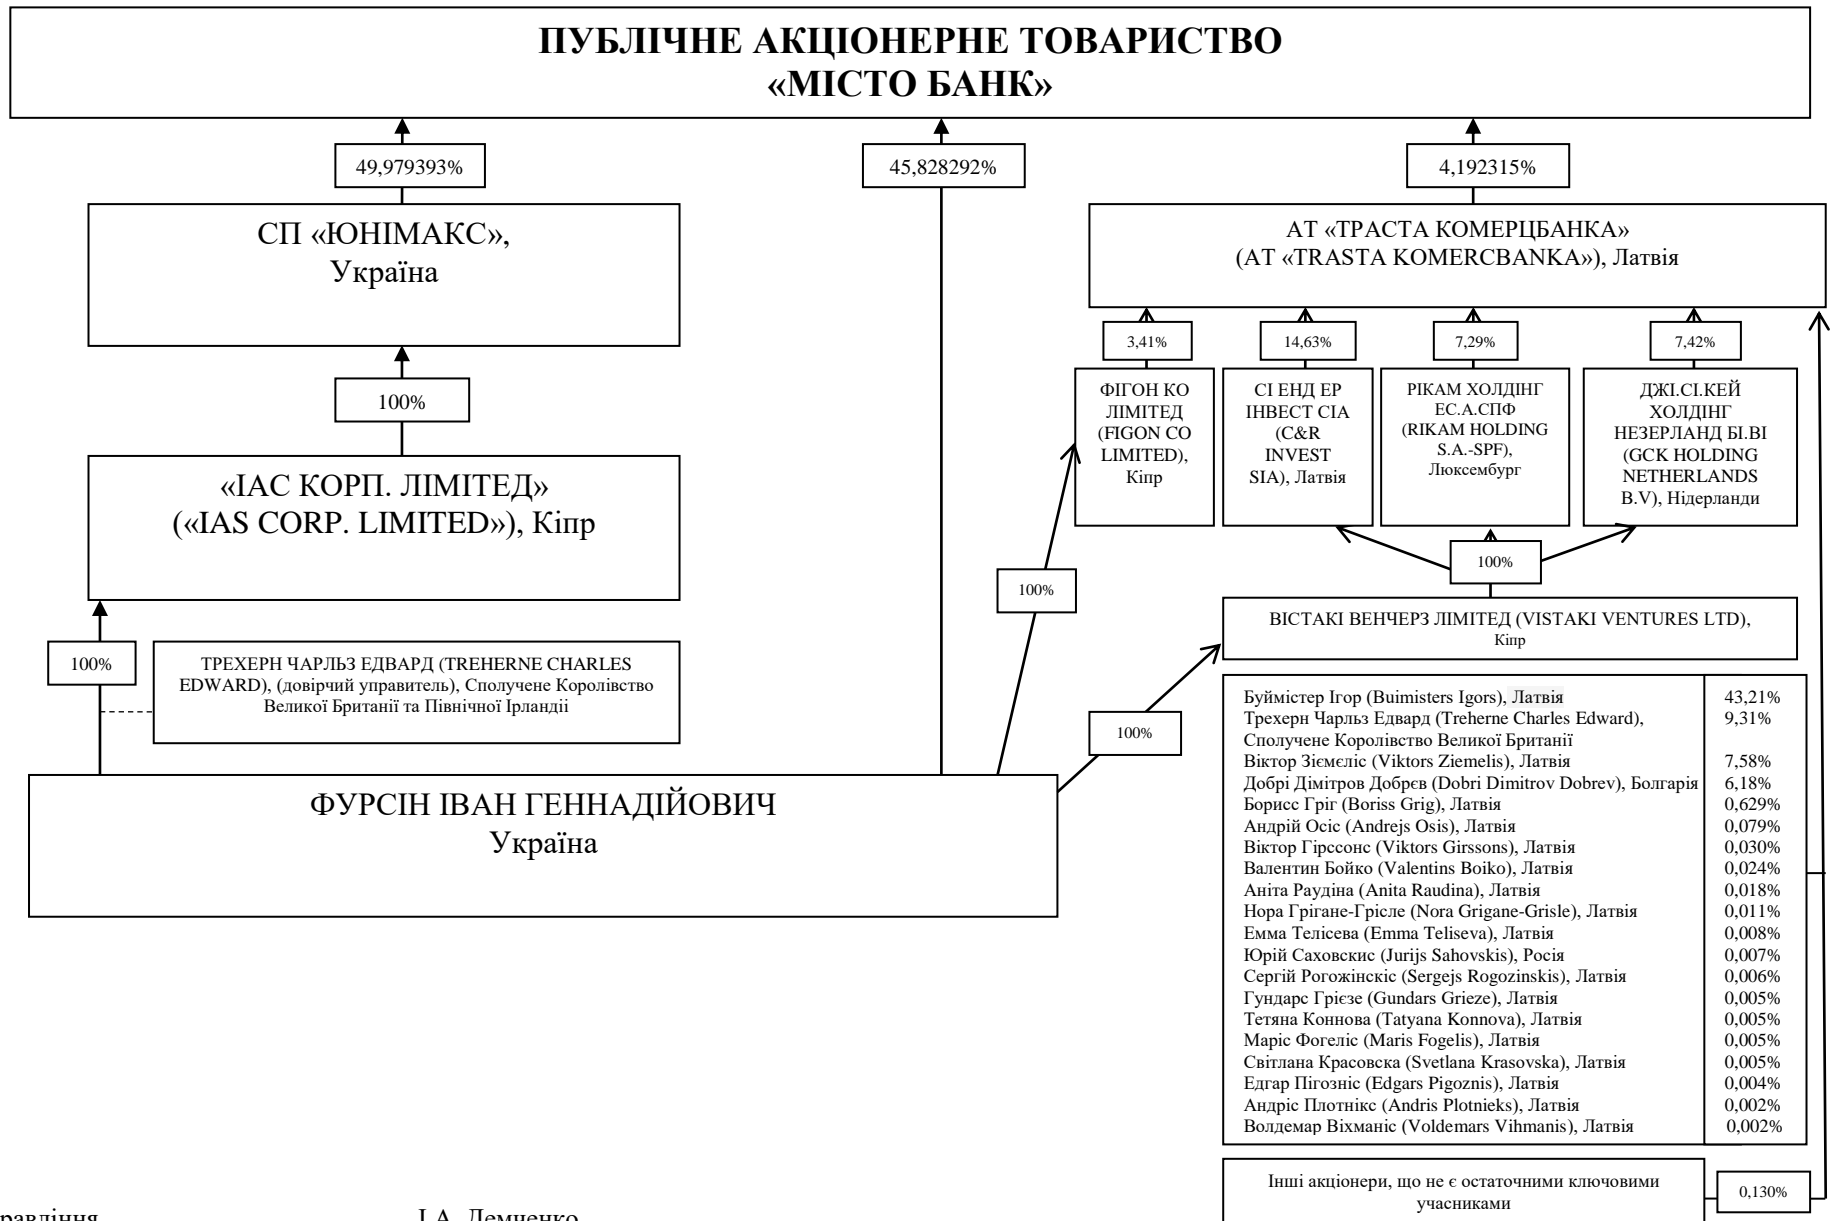 ПУБЛІЧНЕ АКЦІОНЕРНЕ ТОВАРИСТВО
«МІСТО БАНК»
49,979393%
45,828292%
4,192315%
СП «ЮНІМАКС»,
Україна
АТ «ТРАСТА КОМЕРЦБАНКА»
(АТ «TRASTA KOMERCBANKA»), Латвія
3,41%
14,63%
7,29%
7,42%
100%
ФІГОН КО
ЛІМІТЕД
(FIGON CO
LIMITED),
Кіпр
СІ ЕНД ЕР
ІНВЕСТ СІА
(C&R
INVEST
SIA), Латвія
РІКАМ ХОЛДІНГ
ЕС.А.СПФ
(RIKAM HOLDING
S.A.-SPF),
Люксембург
ДЖІ.СІ.КЕЙ
ХОЛДІНГ
НЕЗЕРЛАНД БІ.ВІ
(GCK HOLDING
NETHERLANDS
B.V), Нідерланди
«ІАС КОРП. ЛІМІТЕД»
(«IAS CORP. LIMITED»), Кіпр
100%
100%
ВІСТАКІ ВЕНЧЕРЗ ЛІМІТЕД (VISTAKI VENTURES LTD),
Кіпр
100%
ТРЕХЕРН ЧАРЛЬЗ ЕДВАРД (TREHERNE CHARLES
EDWARD), (довірчий управитель), Сполучене Королівство
Великої Британії та Північної Ірландії
100%
ФУРСІН ІВАН ГЕННАДІЙОВИЧ
Україна
Буймістер Ігор (Buimisters Igors), Латвія 43,21%
Трехерн Чарльз Едвард (Treherne Charles Edward), 9,31%
Сполучене Королівство Великої Британії
Віктор Зіємєліс (Viktors Ziemelis), Латвія 7,58%
Добрі Дімітров Добрєв (Dobri Dimitrov Dobrev), Болгарія 6,18%
Борисс Гріг (Boriss Grig), Латвія 0,629%
Андрій Осіс (Andrejs Osis), Латвія 0,079%
Віктор Гірссонс (Viktors Girssons), Латвія 0,030%
Валентин Бойко (Valentins Boiko), Латвія 0,024%
Аніта Раудіна (Anita Raudina), Латвія 0,018%
Нора Грігане-Грісле (Nora Grigane-Grisle), Латвія 0,011%
Емма Телісева (Emma Teliseva), Латвія 0,008%
Юрій Саховскис (Jurijs Sahovskis), Росія 0,007%
Сергій Рогожінскіс (Sergejs Rogozinskis), Латвія 0,006%
Гундарс Грієзе (Gundars Grieze), Латвія 0,005%
Тетяна Коннова (Tatyana Konnova), Латвія 0,005%
Маріс Фогеліс (Maris Fogelis), Латвія 0,005%
Світлана Красовска (Svetlana Krasovska), Латвія 0,005%
Едгар Пігозніс (Edgars Pigoznis), Латвія 0,004%
Андріс Плотнікс (Andris Plotnieks), Латвія 0,002%
Волдемар Віхманіс (Voldemars Vihmanis), Латвія 0,002%
Інші акціонери, що не є остаточними ключовими
учасниками
0,130%
равління І.А. Демченко